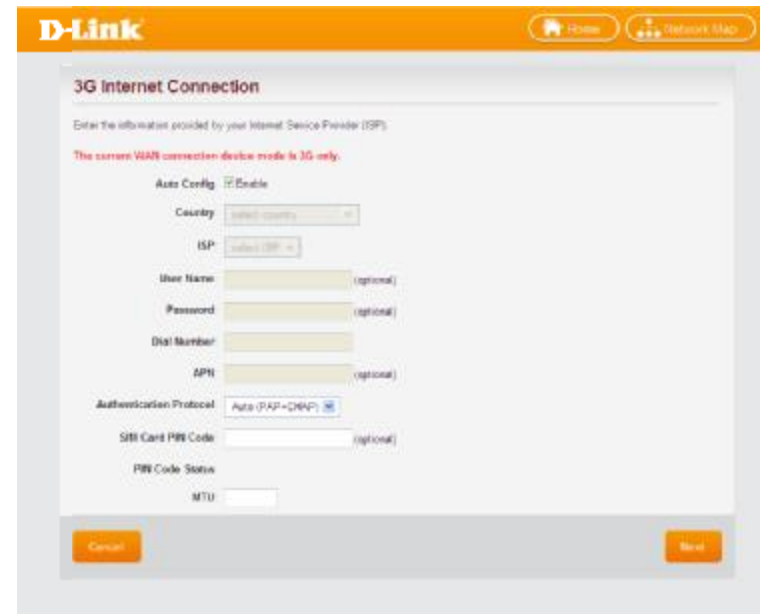 D-Link
Home
Network Map
3G Internet Connection
Enter the information provided by your Internet Service Provider (ISP).
The current WAN connection device mode is 3G only.
Auto Config Enable
Country select country
ISP select ISP
User Name (optional)
Password (optional)
Dial Number
APN (optional)
Authentication Protocol Auto (PAP+CHAP)
SIM Card PIN Code (optional)
PIN Code Status
MTU
Cancel
Next